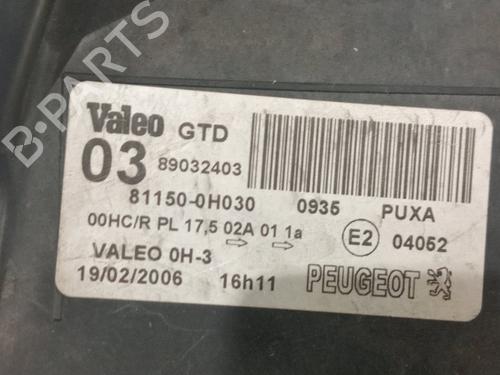 Valeo GTD
03 89032403
81150-0H030 0935 PUXA
00HC/R PL 17,5 02A 01 1a E2 04052
VALEO 0H-3
19/02/2006 16h11 PEUGEOT